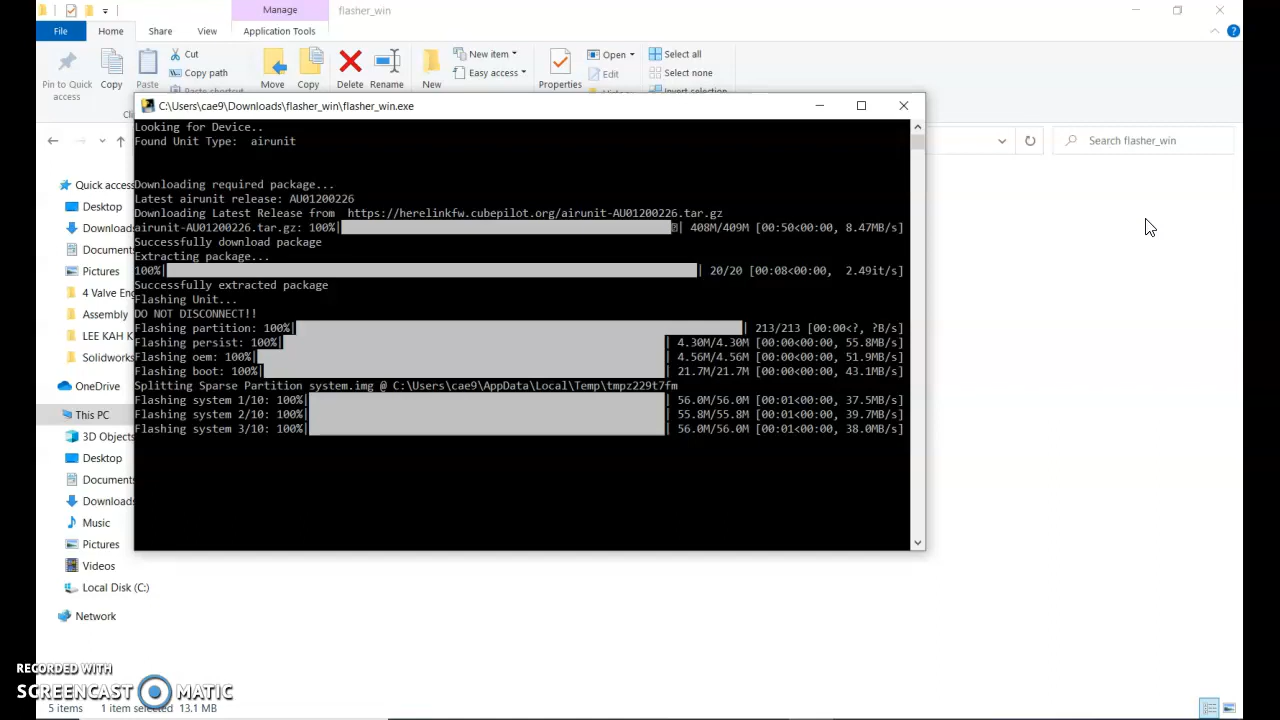 Manage
flasher_win
File
Home
Share
View
Application Tools
Pin to Quick
access
Copy
Paste
Cut
Copy path
Move
Copy
Delete
Rename
New
New item
Easy access
Properties
Open
Edit
Select all
Select none
Search flasher_win
Quick access
Desktop
Downloads
Documents
Pictures
4 Valve En
Assembly
LEE KAH K
Solidworks
OneDrive
This PC
3D Objects
Desktop
Documents
Downloads
Music
Pictures
Videos
Local Disk (C:)
Network
C:\Users\cae9\Downloads\flasher_win\flasher_win.exe
Looking for Device..
Found Unit Type:  airunit
Downloading required package...
Latest airunit release: AU01200226
Downloading Latest Release from  https://herelinkfw.cubepilot.org/airunit-AU01200226.tar.gz
airunit-AU01200226.tar.gz: 100%| | 408M/409M [00:50<00:00, 8.47MB/s]
Successfully download package
Extracting package...
100%| | 20/20 [00:08<00:00,  2.49it/s]
Successfully extracted package
Flashing Unit...
DO NOT DISCONNECT!!
Flashing partition: 100%| | 213/213 [00:00<?, ?B/s]
Flashing persist: 100%| | 4.30M/4.30M [00:00<00:00, 55.8MB/s]
Flashing oem: 100%| | 4.56M/4.56M [00:00<00:00, 51.9MB/s]
Flashing boot: 100%| | 21.7M/21.7M [00:00<00:00, 43.1MB/s]
Splitting Sparse Partition system.img @ C:\Users\cae9\AppData\Local\Temp\tmpz229t7fm
Flashing system 1/10: 100%| | 56.0M/56.0M [00:01<00:00, 37.5MB/s]
Flashing system 2/10: 100%| | 55.8M/55.8M [00:01<00:00, 39.7MB/s]
Flashing system 3/10: 100%| | 56.0M/56.0M [00:01<00:00, 38.0MB/s]
RECORDED WITH
SCREENCAST MATIC
5 items
1 item selected
13.1 MB